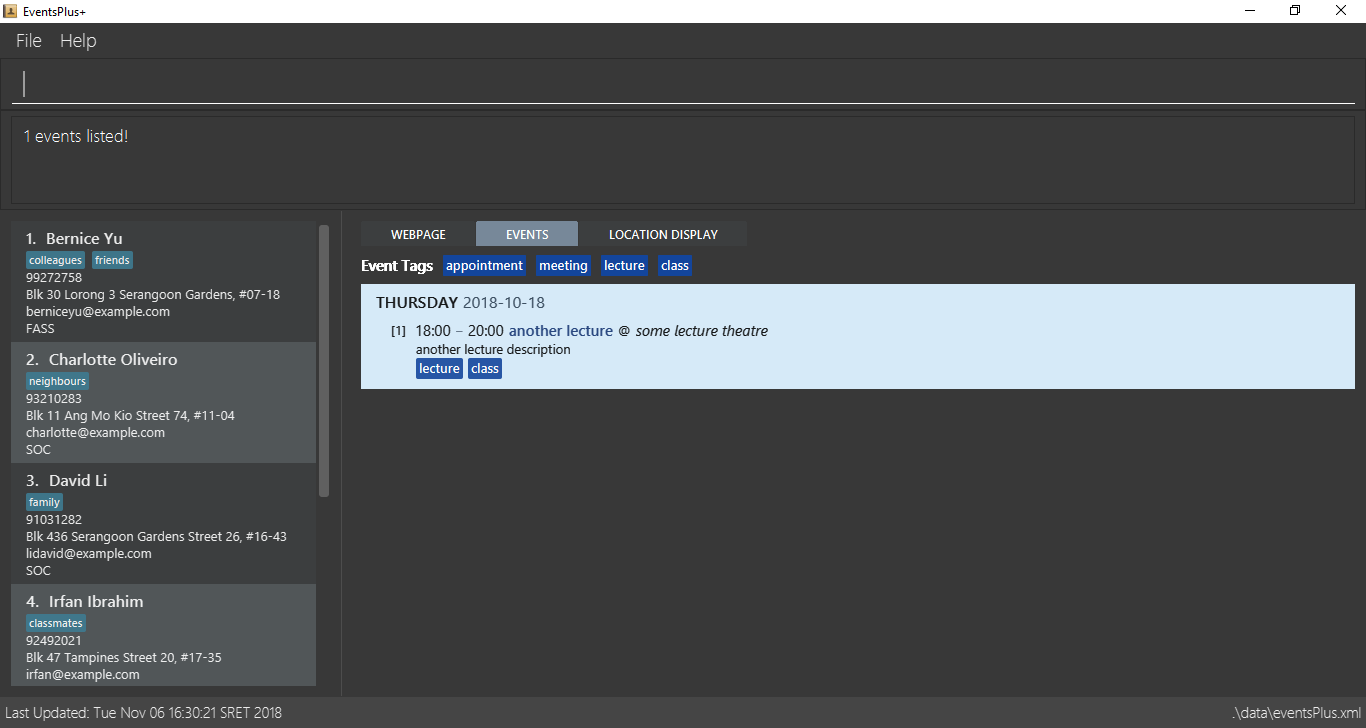 EventsPlus+
File Help
1 events listed!
1. Bernice Yu
colleagues friends
99272758
Blk 30 Lorong 3 Serangoon Gardens, #07-18
berniceyu@example.com
FASS
2. Charlotte Oliveiro
neighbours
93210283
Blk 11 Ang Mo Kio Street 74, #11-04
charlotte@example.com
SOC
3. David Li
family
91031282
Blk 436 Serangoon Gardens Street 26, #16-43
lidavid@example.com
SOC
4. Irfan Ibrahim
classmates
92492021
Blk 47 Tampines Street 20, #17-35
irfan@example.com
WEBPAGE EVENTS LOCATION DISPLAY
Event Tags appointment meeting lecture class
THURSDAY 2018-10-18
[1] 18:00 – 20:00 another lecture @ some lecture theatre
another lecture description
lecture class
Last Updated: Tue Nov 06 16:30:21 SRET 2018
.\data\eventsPlus.xml